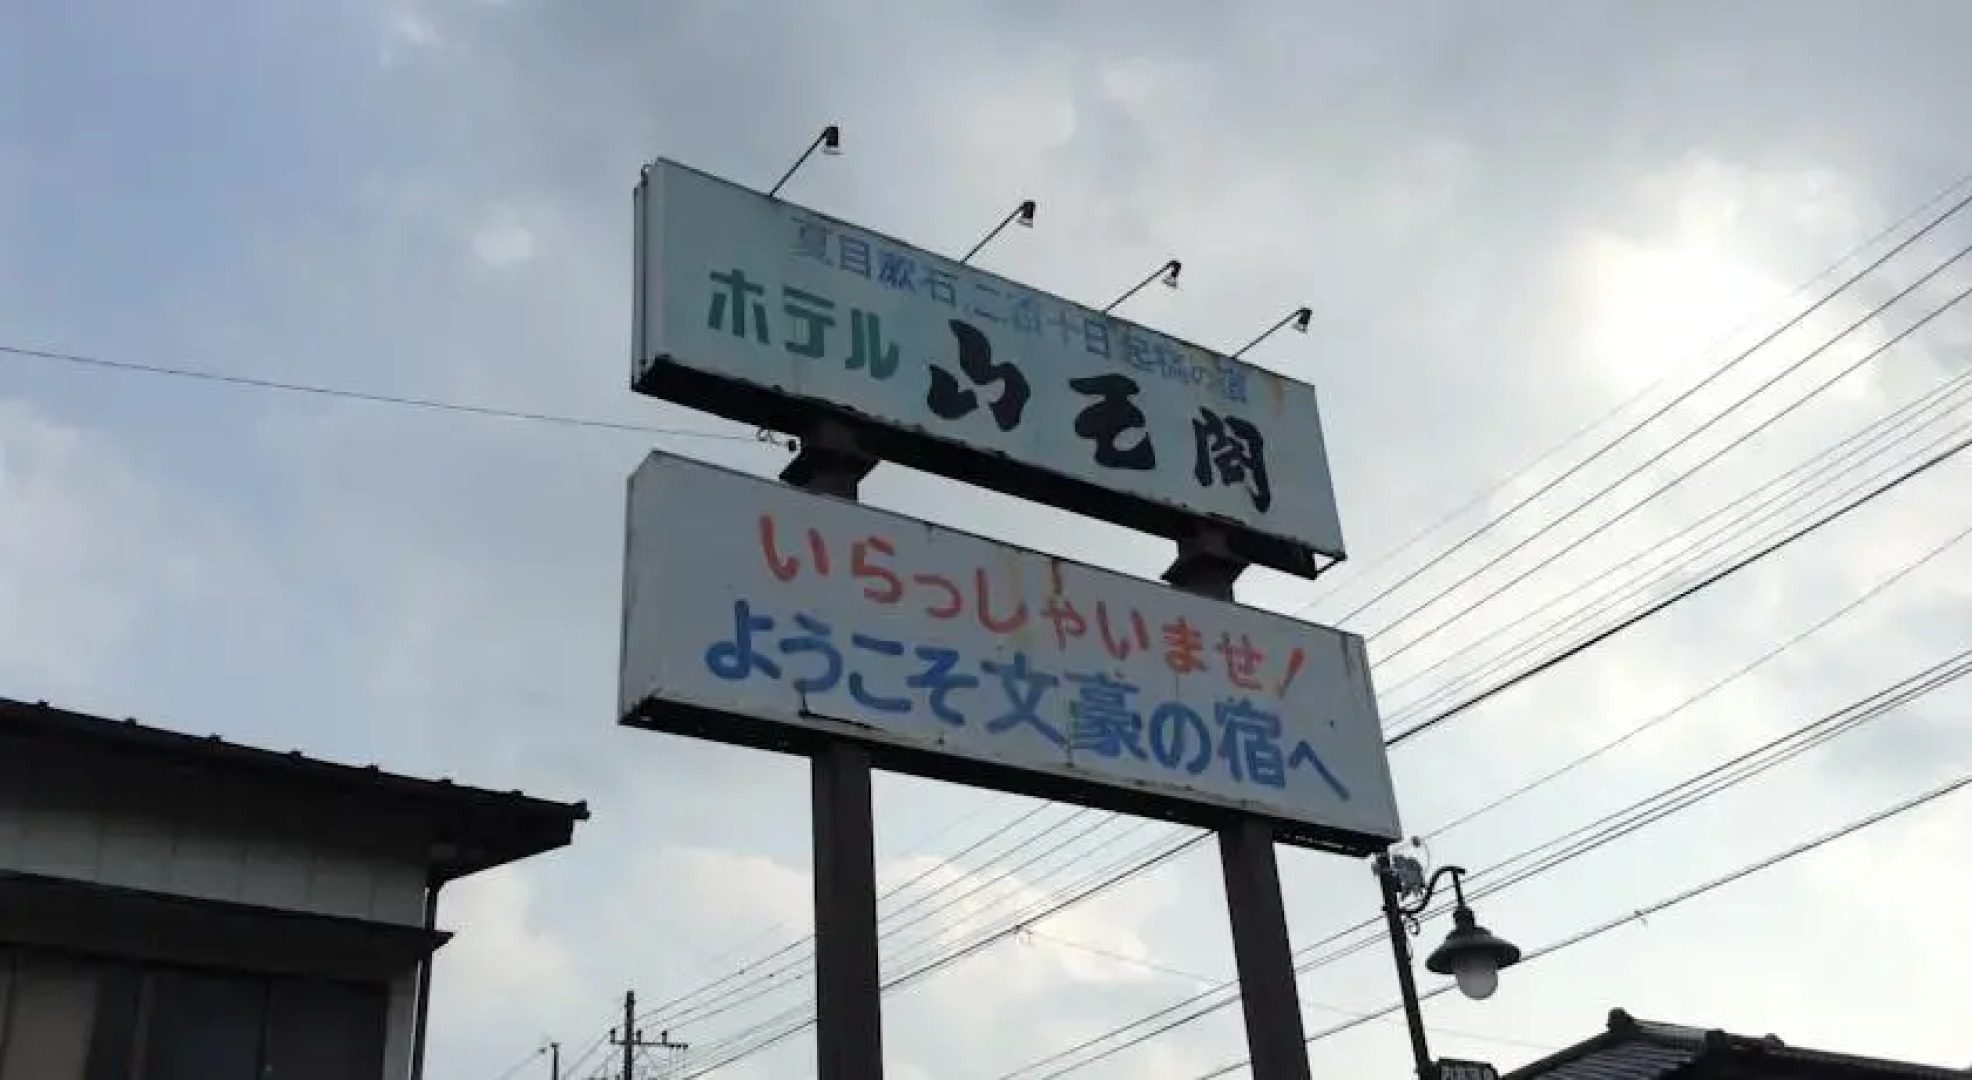 夏目漱石、二百十日起稿の宿
ホテル 山王閣
いらっしゃいませ!
ようこそ文豪の宿へ